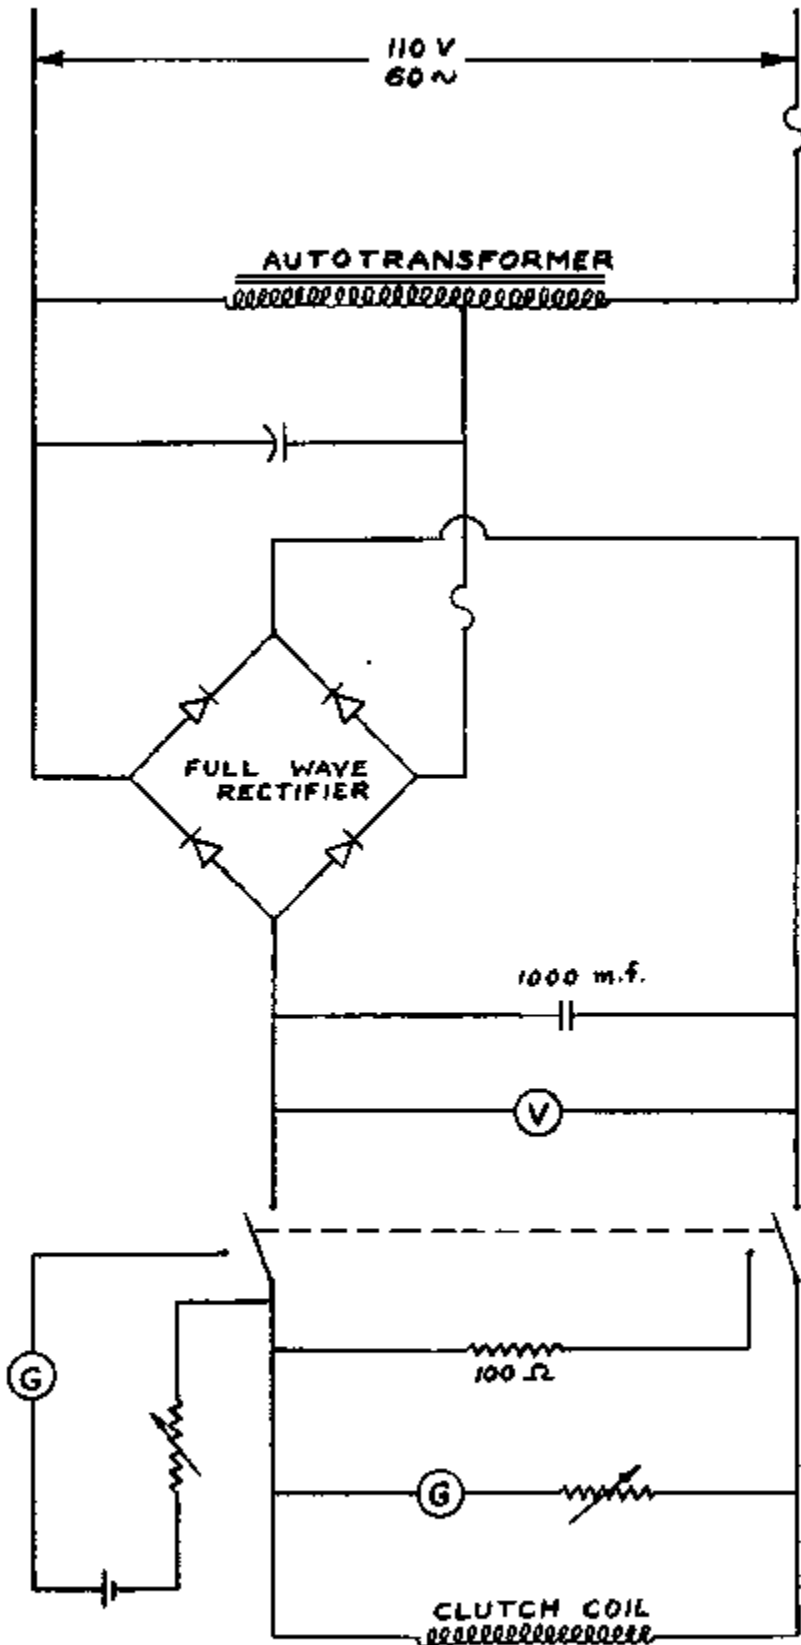 110 V
60 ~
AUTOTRANSFORMER
FULL WAVE
RECTIFIER
1000 m.f.
V
G
100 Ω
G
CLUTCH COIL